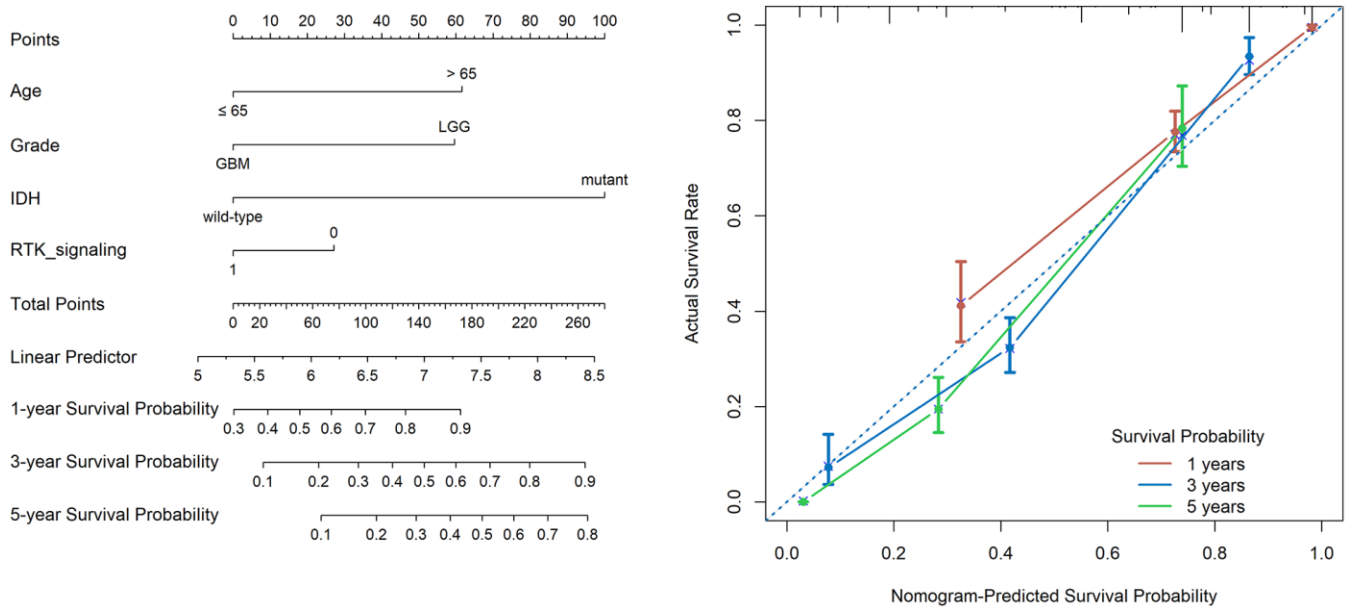 Points
0 10 20 30 40 50 60 70 80 90 100
Age
> 65
≤ 65
Grade
LGG
GBM
IDH
mutant
wild-type
RTK_signaling
0
1
Total Points
0 20 40 60 80 100 120 140 160 180 200 220 240 260
Linear Predictor
5 5.5 6 6.5 7 7.5 8 8.5
1-year Survival Probability
0.3 0.4 0.5 0.6 0.7 0.8 0.9
3-year Survival Probability
0.1 0.2 0.3 0.4 0.5 0.6 0.7 0.8 0.9
5-year Survival Probability
0.1 0.2 0.3 0.4 0.5 0.6 0.7 0.8
Actual Survival Rate
1.0
0.8
0.6
0.4
0.2
0.0
Survival Probability
1 years
3 years
5 years
0.0 0.2 0.4 0.6 0.8 1.0
Nomogram-Predicted Survival Probability